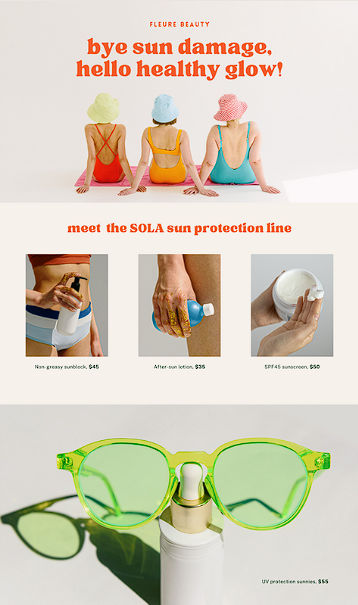 FLEURE BEAUTY
bye sun damage,
hello healthy glow!
meet the SOLA sun protection line
Non-greasy sunblock, $45
After-sun lotion, $35
SPF45 sunscreen, $50
UV protection sunnies, $55